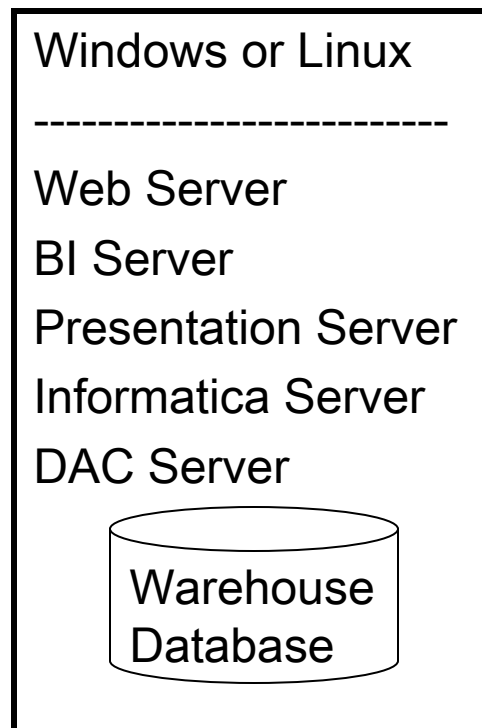 Windows or Linux
--------------------------
Web Server
BI Server
Presentation Server
Informatica Server
DAC Server
Warehouse
Database